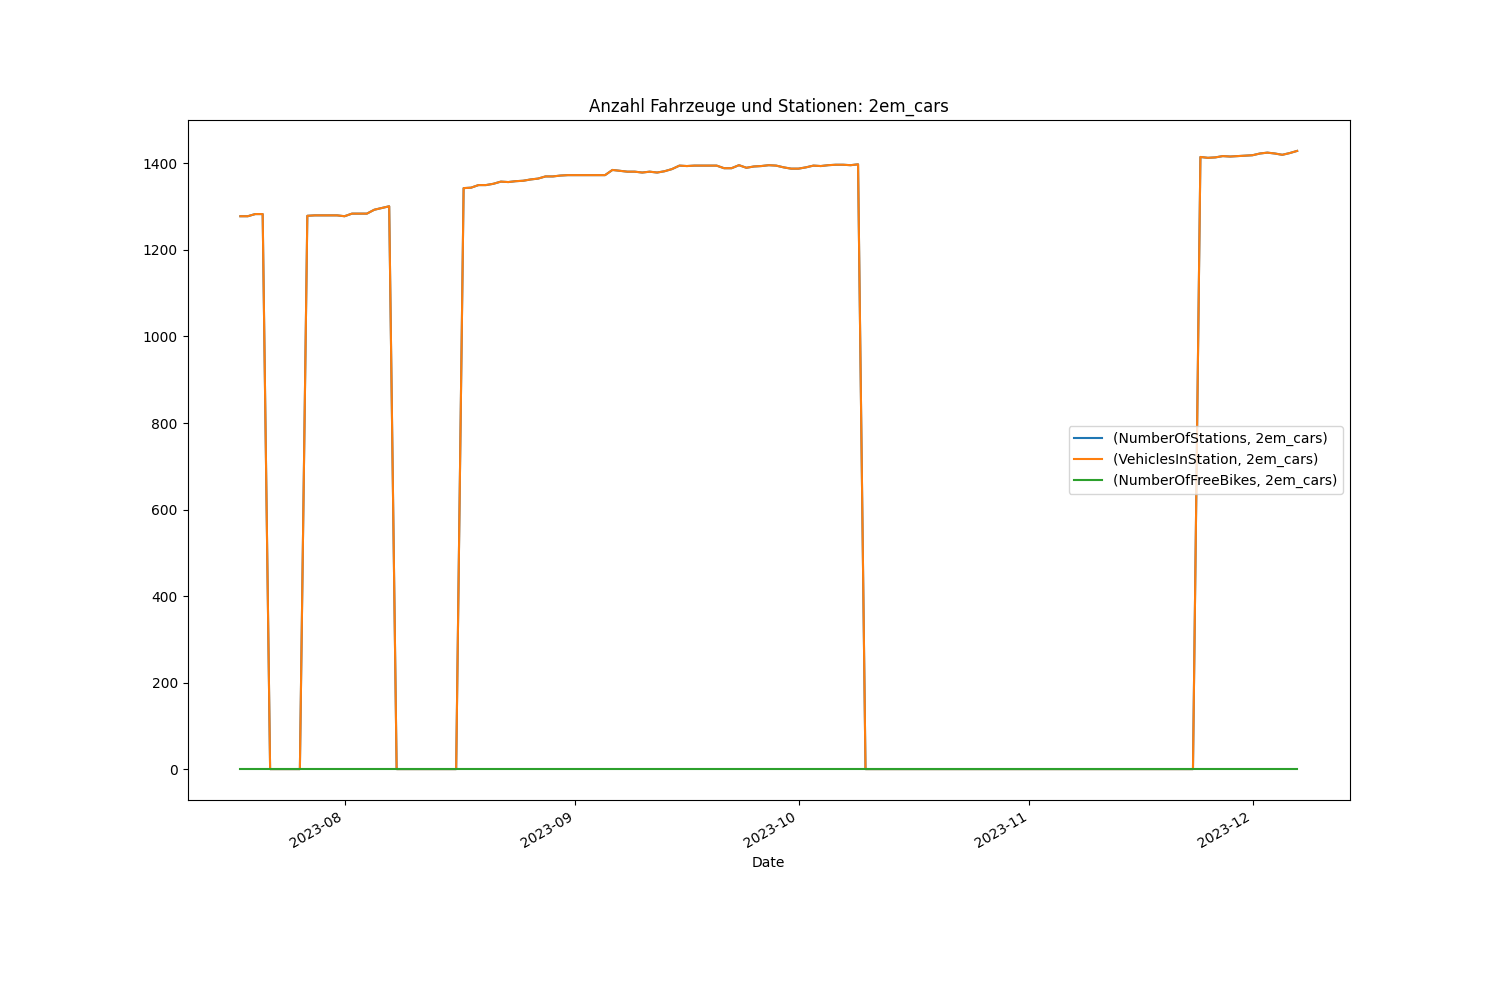 Anzahl Fahrzeuge und Stationen: 2em_cars
1400
1200
1000
800
600
400
200
0
(NumberOfStations, 2em_cars)
(VehiclesInStation, 2em_cars)
(NumberOfFreeBikes, 2em_cars)
2023-08
2023-09
2023-10
2023-11
2023-12
Date